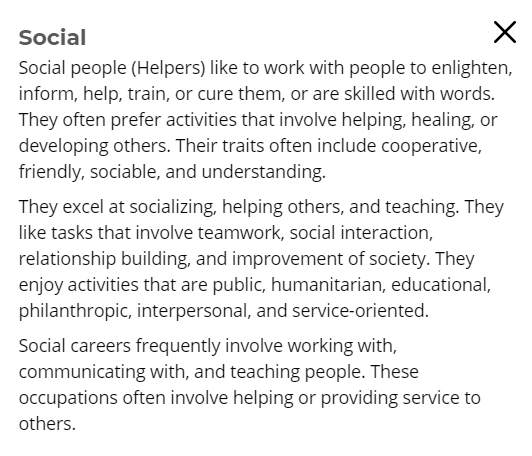 Social
Social people (Helpers) like to work with people to enlighten,
inform, help, train, or cure them, or are skilled with words.
They often prefer activities that involve helping, healing, or
developing others. Their traits often include cooperative,
friendly, sociable, and understanding.
They excel at socializing, helping others, and teaching. They
like tasks that involve teamwork, social interaction,
relationship building, and improvement of society. They
enjoy activities that are public, humanitarian, educational,
philanthropic, interpersonal, and service-oriented.
Social careers frequently involve working with,
communicating with, and teaching people. These
occupations often involve helping or providing service to
others.